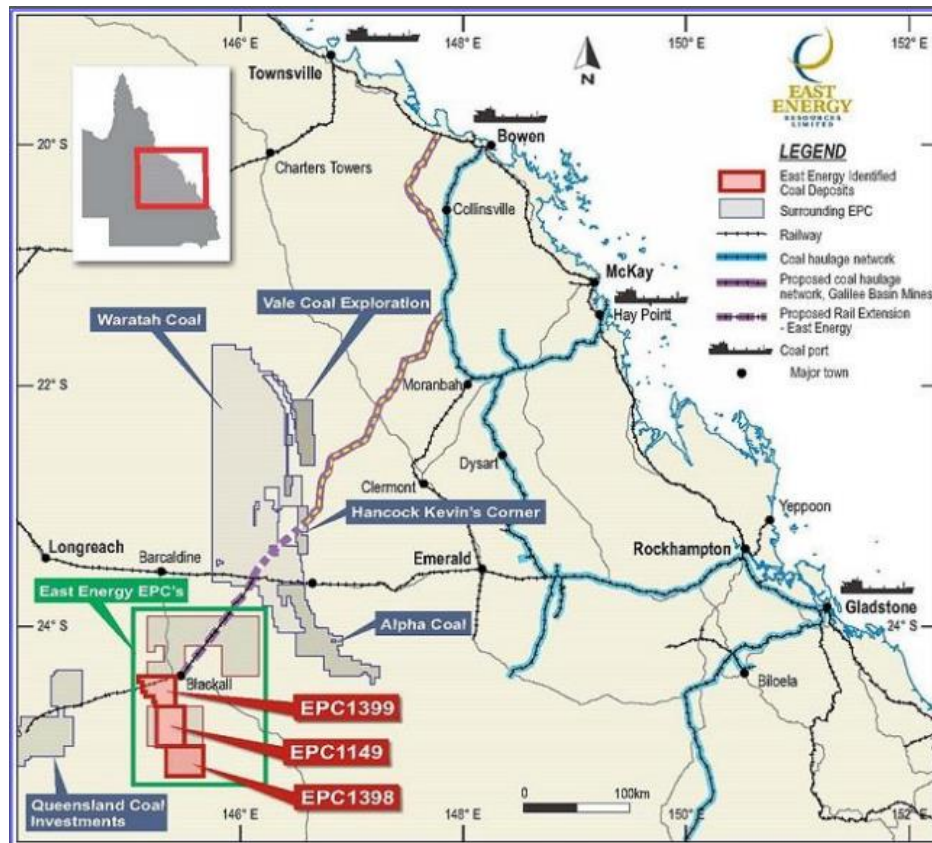 146° E
148° E
150° E
152° E
Townsville
N
EAST
ENERGY
RESOURCES
LIMITED
20° S
Bowen
Charters Towers
LEGEND
East Energy Identified
Coal Deposits
Surrounding EPC
Railway
Coal haulage network
Proposed coal haulage
network, Galilee Basin Mines
Proposed Rail Extension
- East Energy
Coal port
Major town
Collinsville
McKay
Hay Point
Vale Coal Exploration
Waratah Coal
22° S
Moranbah
Dysart
Clermont
Hancock Kevin's Corner
Yeppoon
Longreach
Barcaldine
Emerald
Rockhampton
East Energy EPC's
Gladstone
24° S
24° S
Alpha Coal
Blackall
Biloela
EPC1399
EPC1149
EPC1398
Queensland Coal
Investments
0
100km
146° E
148° E
150° E
152° E